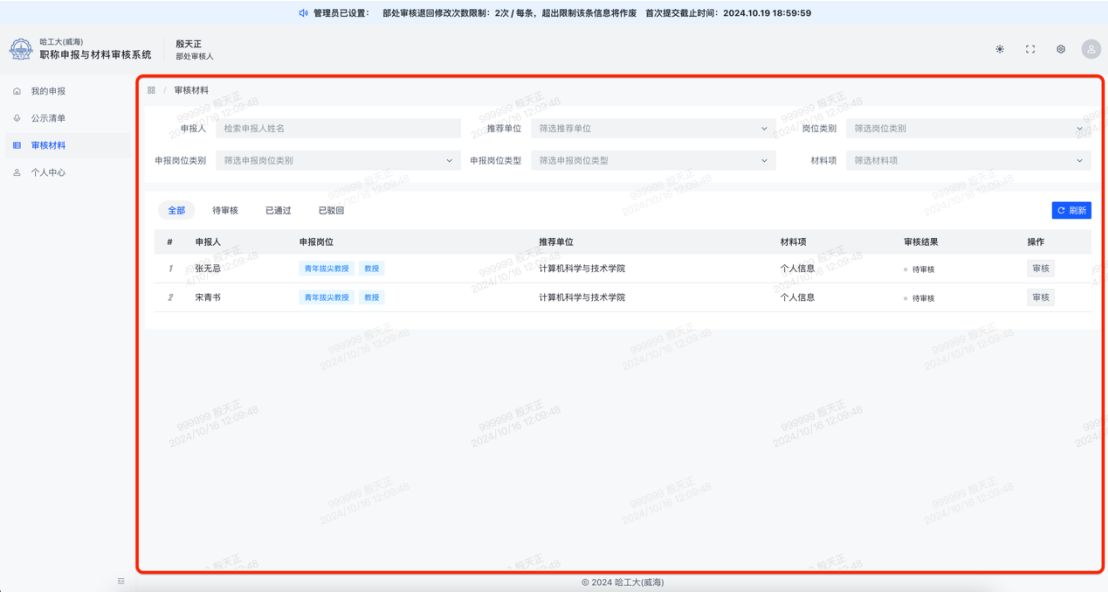 管理员已设置： 部处审核退回修改次数限制：2次 / 每条，超出限制该条信息将作废 首次提交截止时间：2024.10.19 18:59:59
哈工大(威海)
职称申报与材料审核系统
殷天正
部处审核人
我的申报
公示清单
审核材料
个人中心
/ 审核材料
申报人 检索申报人姓名 推荐单位 筛选推荐单位 岗位类别 筛选岗位类别
申报岗位类别 筛选申报岗位类别 申报岗位类型 筛选申报岗位类型 材料项 筛选材料项
全部 待审核 已通过 已驳回 刷新
# 申报人 申报岗位 推荐单位 材料项 审核结果 操作
1 张无忌 青年拔尖教授 教授 计算机科学与技术学院 个人信息 待审核 审核
2 宋青书 青年拔尖教授 教授 计算机科学与技术学院 个人信息 待审核 审核
999999 殷天正
2024/10/16 12:09:48
© 2024 哈工大(威海)